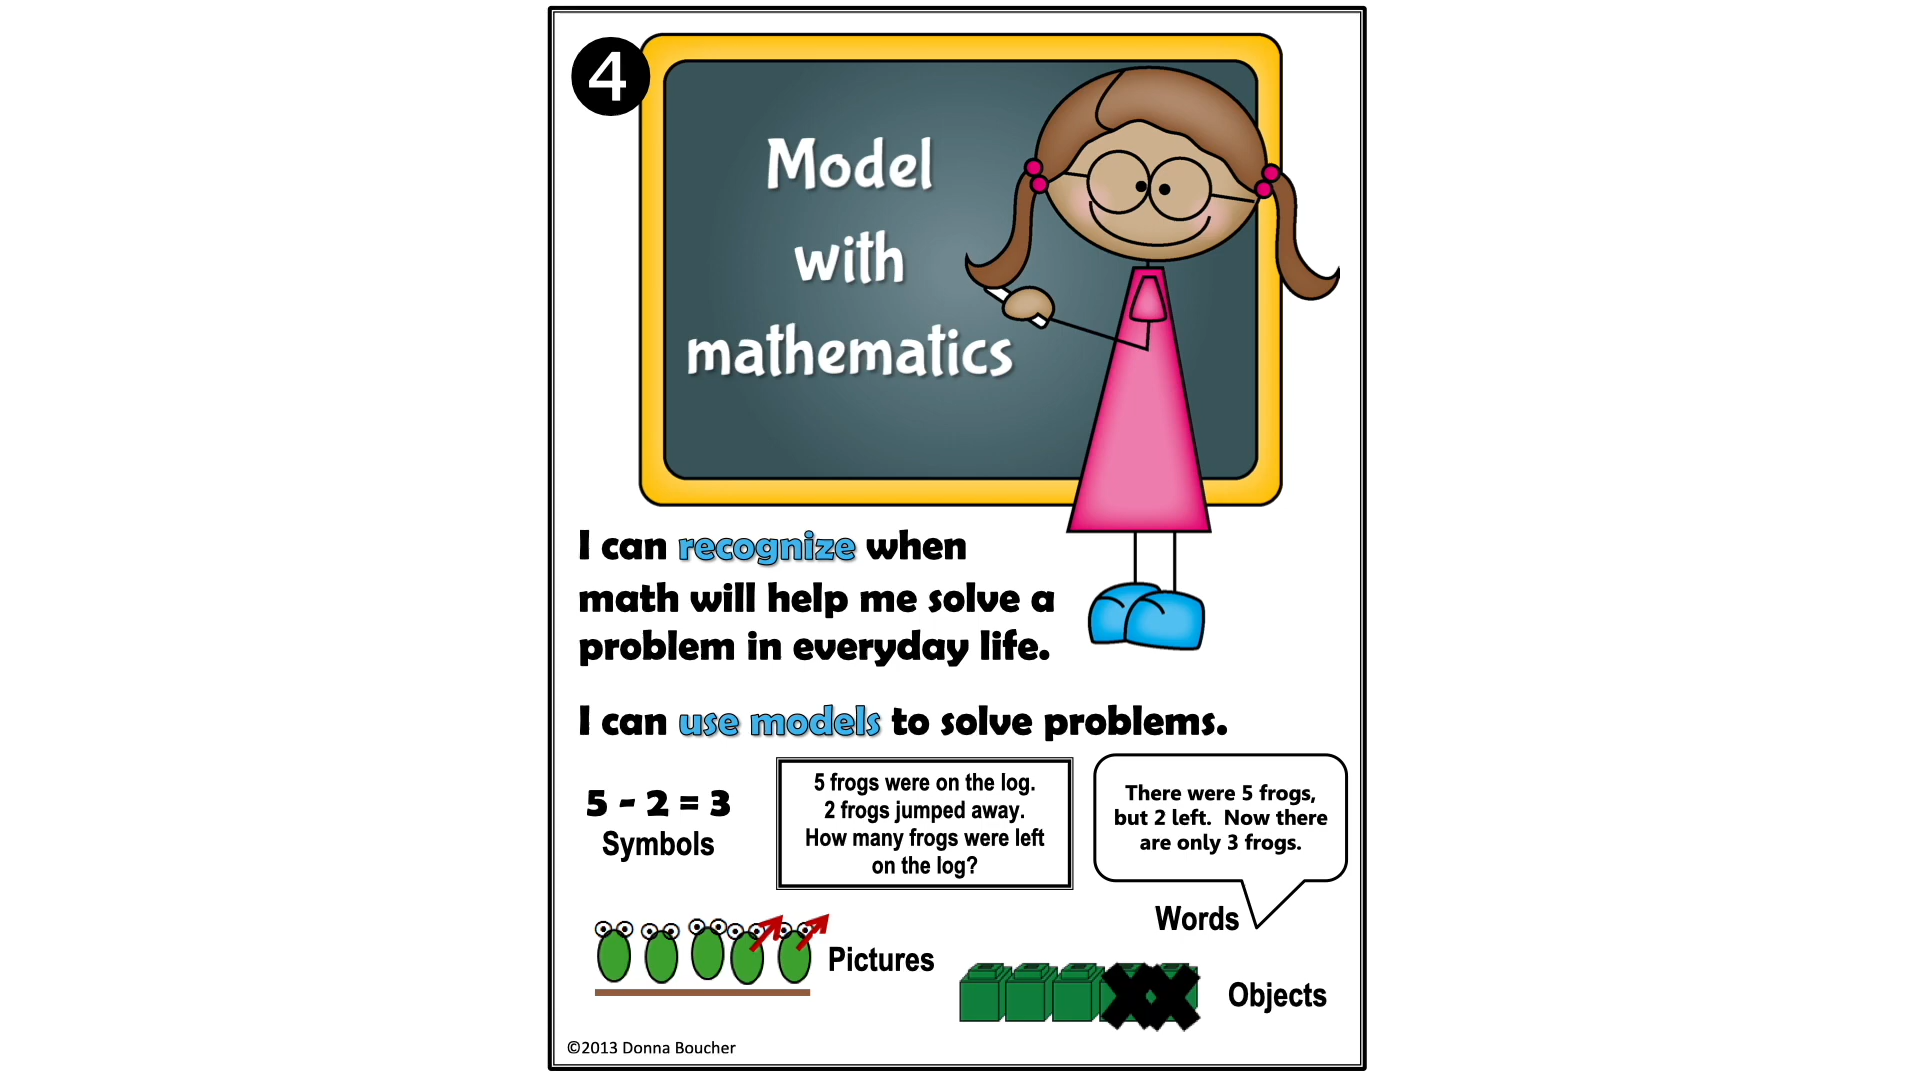 4
Model
with
mathematics
I can recognize when
math will help me solve a
problem in everyday life.
I can use models to solve problems.
5 - 2 = 3
Symbols
5 frogs were on the log.
2 frogs jumped away.
How many frogs were left
on the log?
There were 5 frogs,
but 2 left.  Now there
are only 3 frogs.
Words
Pictures
Objects
©2013 Donna Boucher